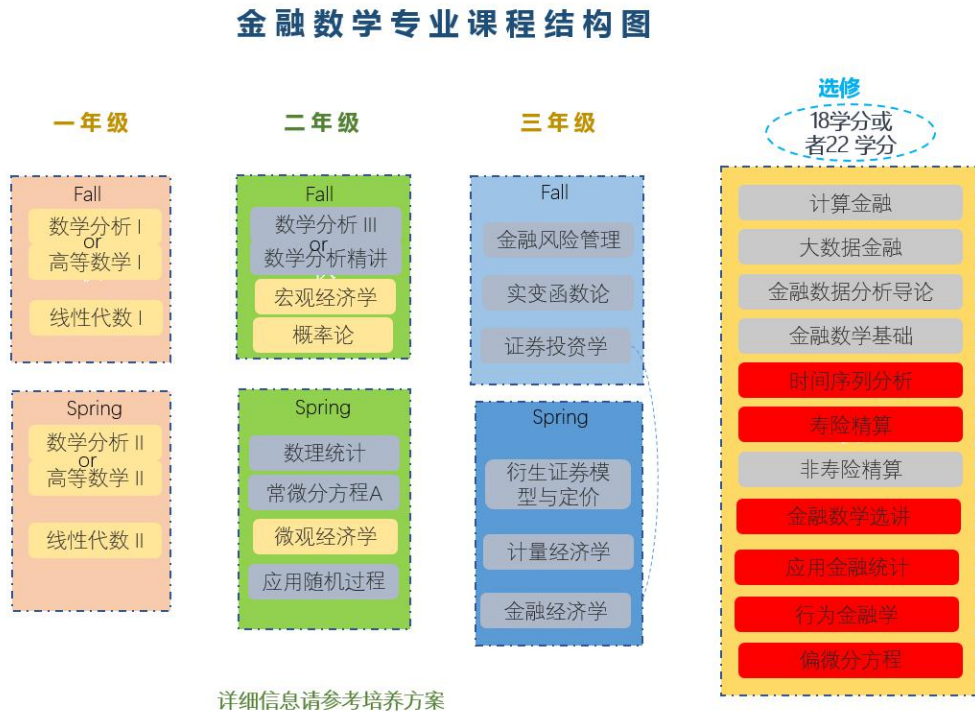 金融数学专业课程结构图
一年级
Fall
数学分析 I
or
高等数学 I
线性代数 I
Spring
数学分析 II
or
高等数学 II
线性代数 II
二年级
Fall
数学分析 III
or
数学分析精讲
宏观经济学
概率论
Spring
数理统计
常微分方程A
微观经济学
应用随机过程
三年级
Fall
金融风险管理
实变函数论
证券投资学
Spring
衍生证券模
型与定价
计量经济学
金融经济学
选修
18学分或
者22 学分
计算金融
大数据金融
金融数据分析导论
金融数学基础
时间序列分析
寿险精算
非寿险精算
金融数学选讲
应用金融统计
行为金融学
偏微分方程
详细信息请参考培养方案